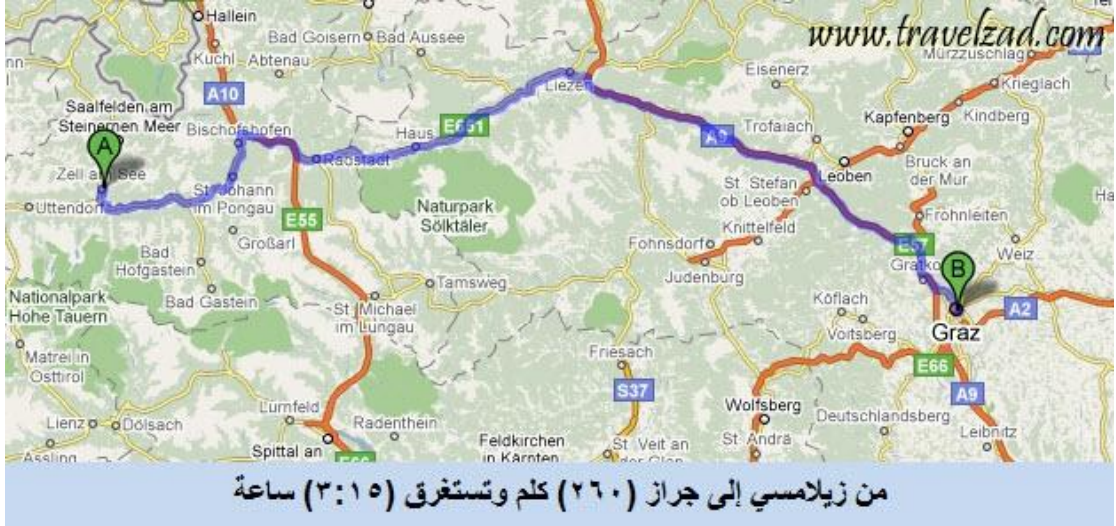 Hallein
www.travelzad.com
Bad Goisern
Bad Aussee
Kuchl
Abtenau
Mürzzuschlag
Eisenerz
Liezen
Krieglach
A10
Saalfelden am
Steinernen Meer
Bischofshofen
Haus
E651
A9
Trofaiach
Kapfenberg
Kindberg
A
Radstadt
Leoben
Bruck an
der Mur
Zell am See
St Johann
im Pongau
St Stefan
ob Leoben
Uttendorf
Naturpark
Sölktäler
E55
Knittelfeld
Frohnleiten
Großarl
Fohnsdorf
E57
Weiz
Bad
Hofgastein
Judenburg
B
Tamsweg
Nationalpark
Hohe Tauern
Bad Gastein
St Michael
im Lungau
Köflach
A2
Voitsberg
Graz
Matrei in
Osttirol
Friesach
E66
S37
A9
Lurnfeld
Wolfsberg
Deutschlandsberg
Lienz
Dölsach
Radenthein
Feldkirchen
in Kärnten
Leibnitz
Spittal an
St Veit an
St Andrä
من زيلامسي إلى جراز (٢٦٠) كلم وتستغرق (٣:١٥) ساعة